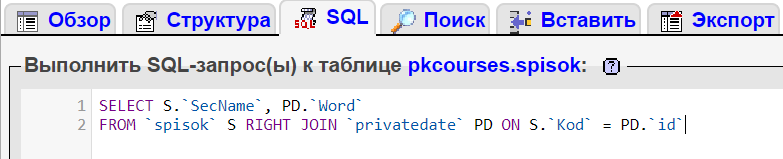 Обзор Структура SQL Поиск Вставить Экспорт
Выполнить SQL-запрос(ы) к таблице pkcourses.spisok:
1 SELECT S.`SecName`, PD.`Word`
2 FROM `spisok` S RIGHT JOIN `privatedate` PD ON S.`Kod` = PD.`id`